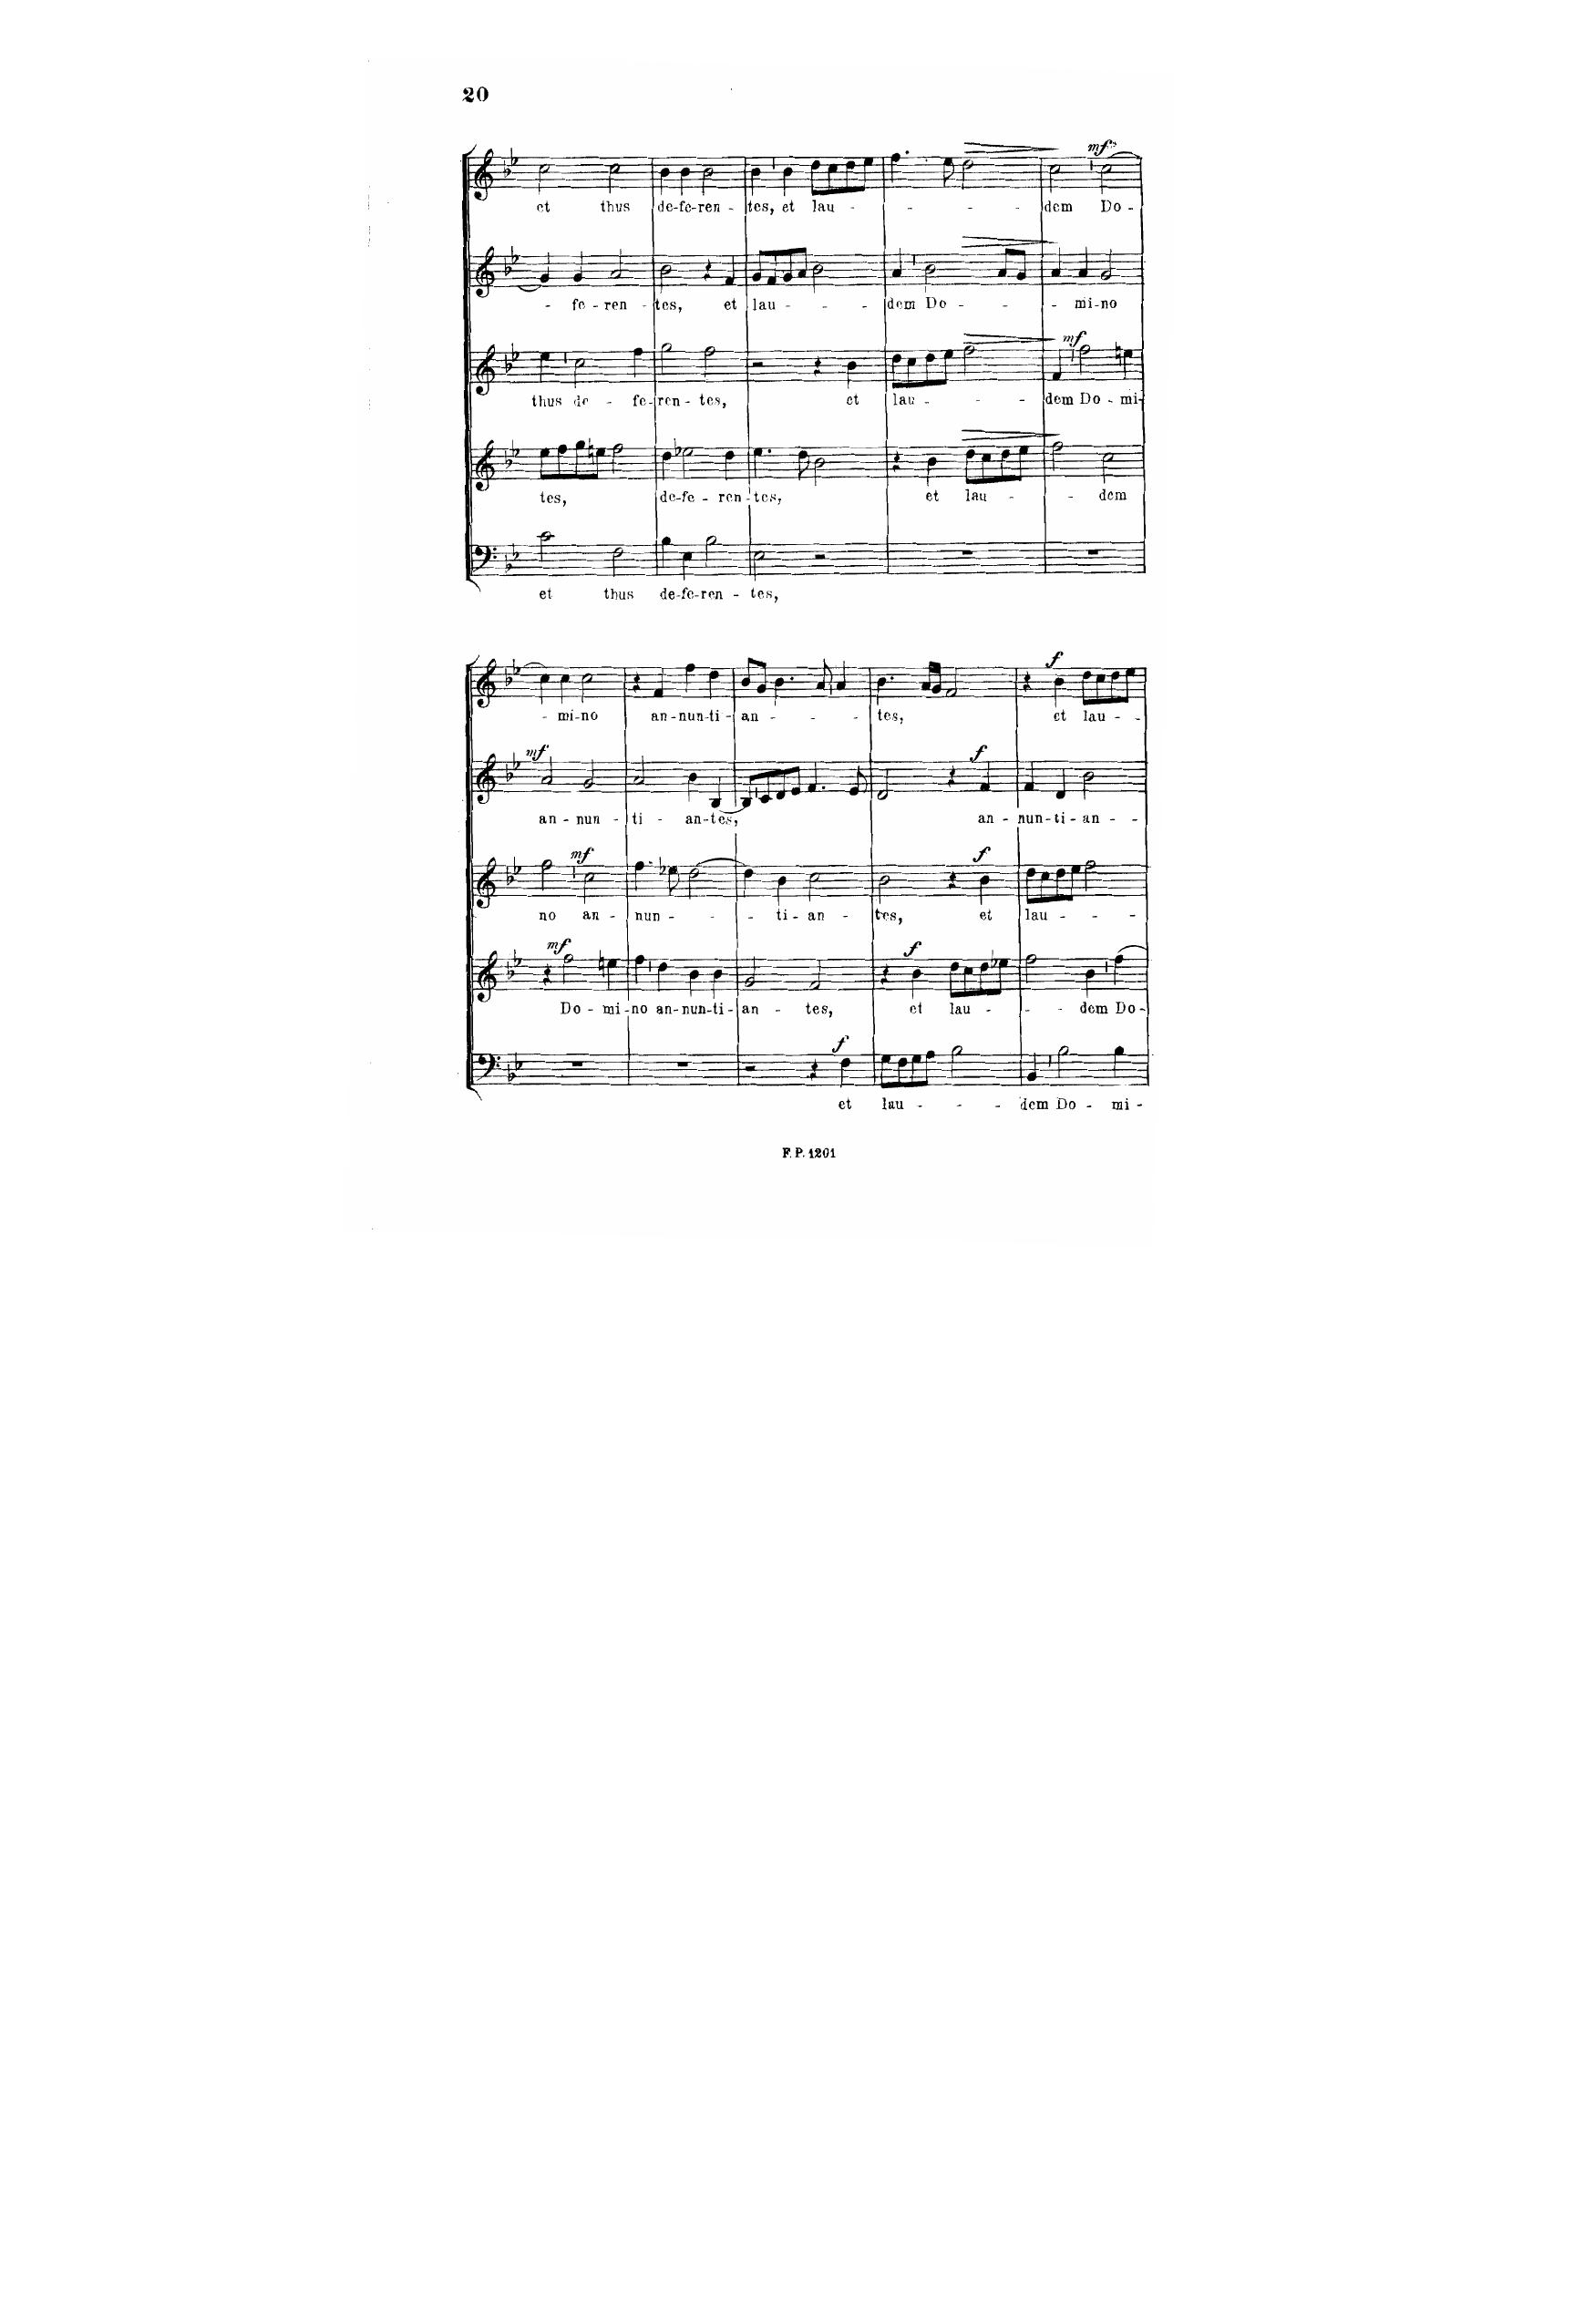 20
mf
et thus de-fe-ren - tes, et lau - - - - dem Do -
- fe - ren - tes, et lau - - - dem Do - - - mi-no
mf
thus de - fe-ren - tes, et lau - - - dem Do - mi-
tes, de-fe - ren - tes, et lau - - dem
et thus de-fe-ren - tes,
f
- mi-no an-nun-ti-an - - - tes, et lau - -
mf f
an - nun - ti - an-tes, an - nun-ti - an - -
mf f
no an - nun - - - ti - an - tes, et lau - - -
mf f
Do - mi-no an-nun-ti-an - tes, et lau - - - dem Do-
f
et lau - - - dem Do - mi -
F. P. 1201